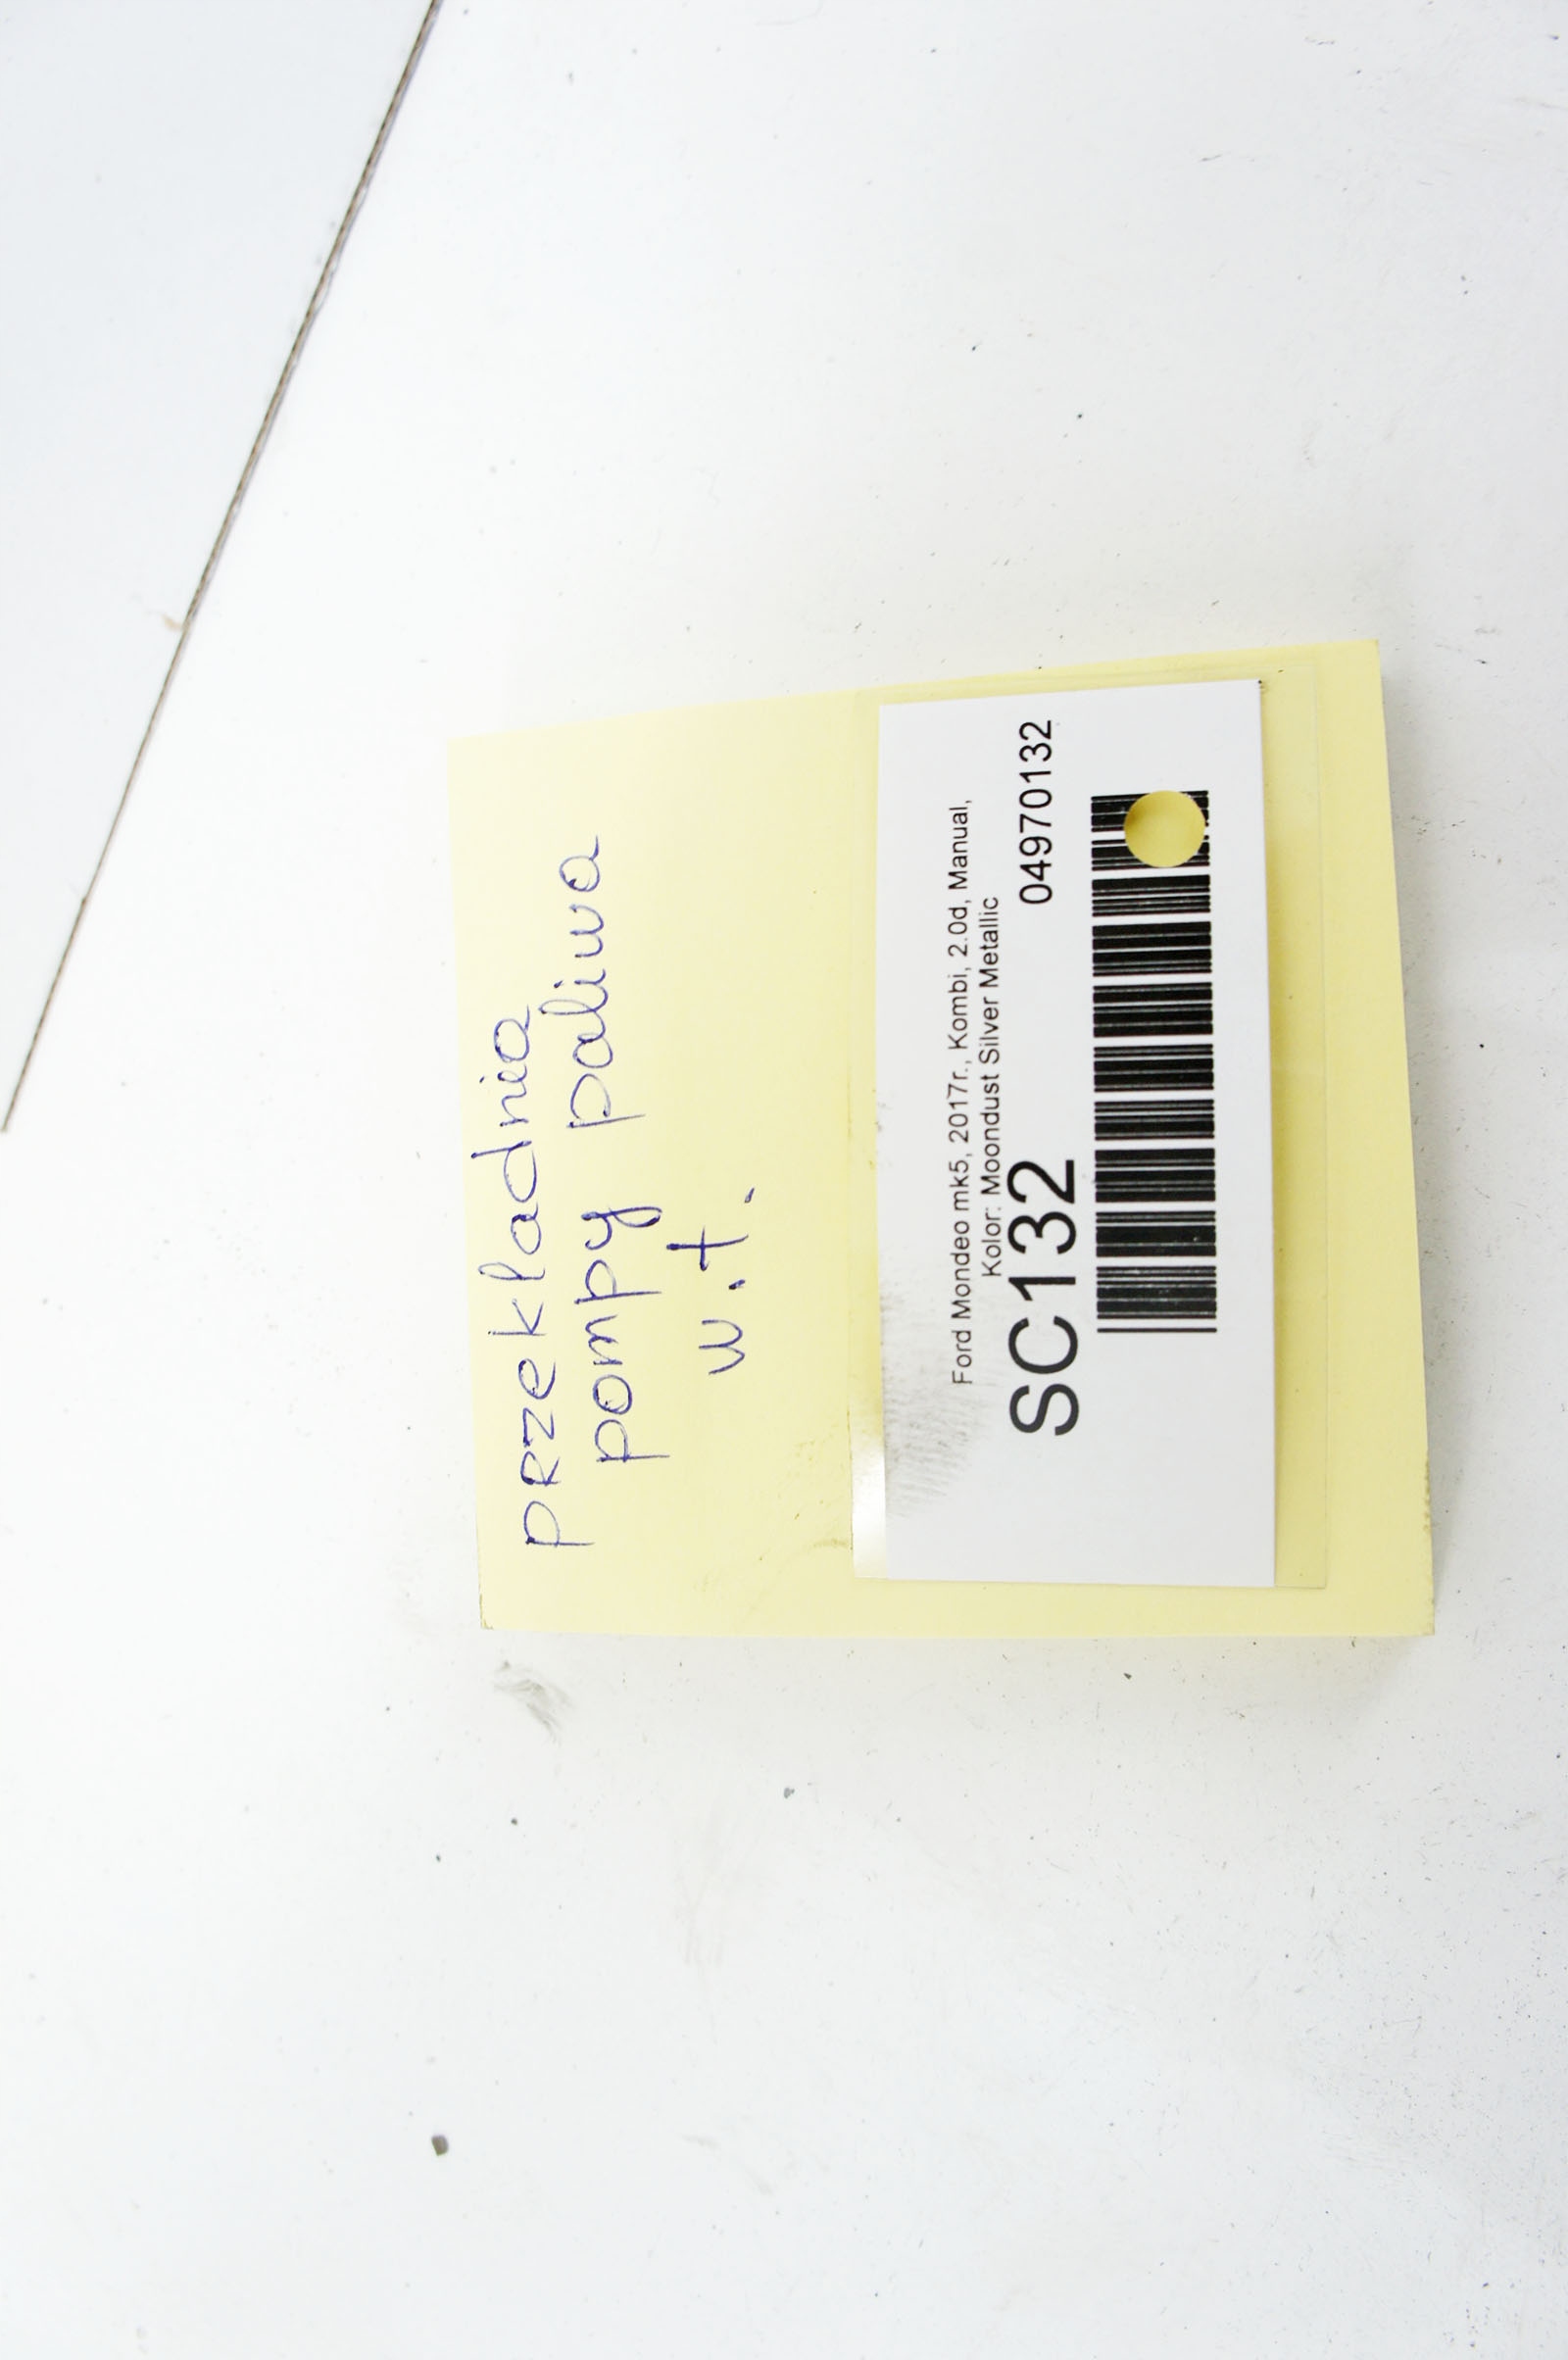 przekładnia
pompy paliwa
w.t.
Ford Mondeo mk5, 2017r., Kombi, 2.0d, Manual,
Kolor: Moondust Silver Metallic
SC132 04970132